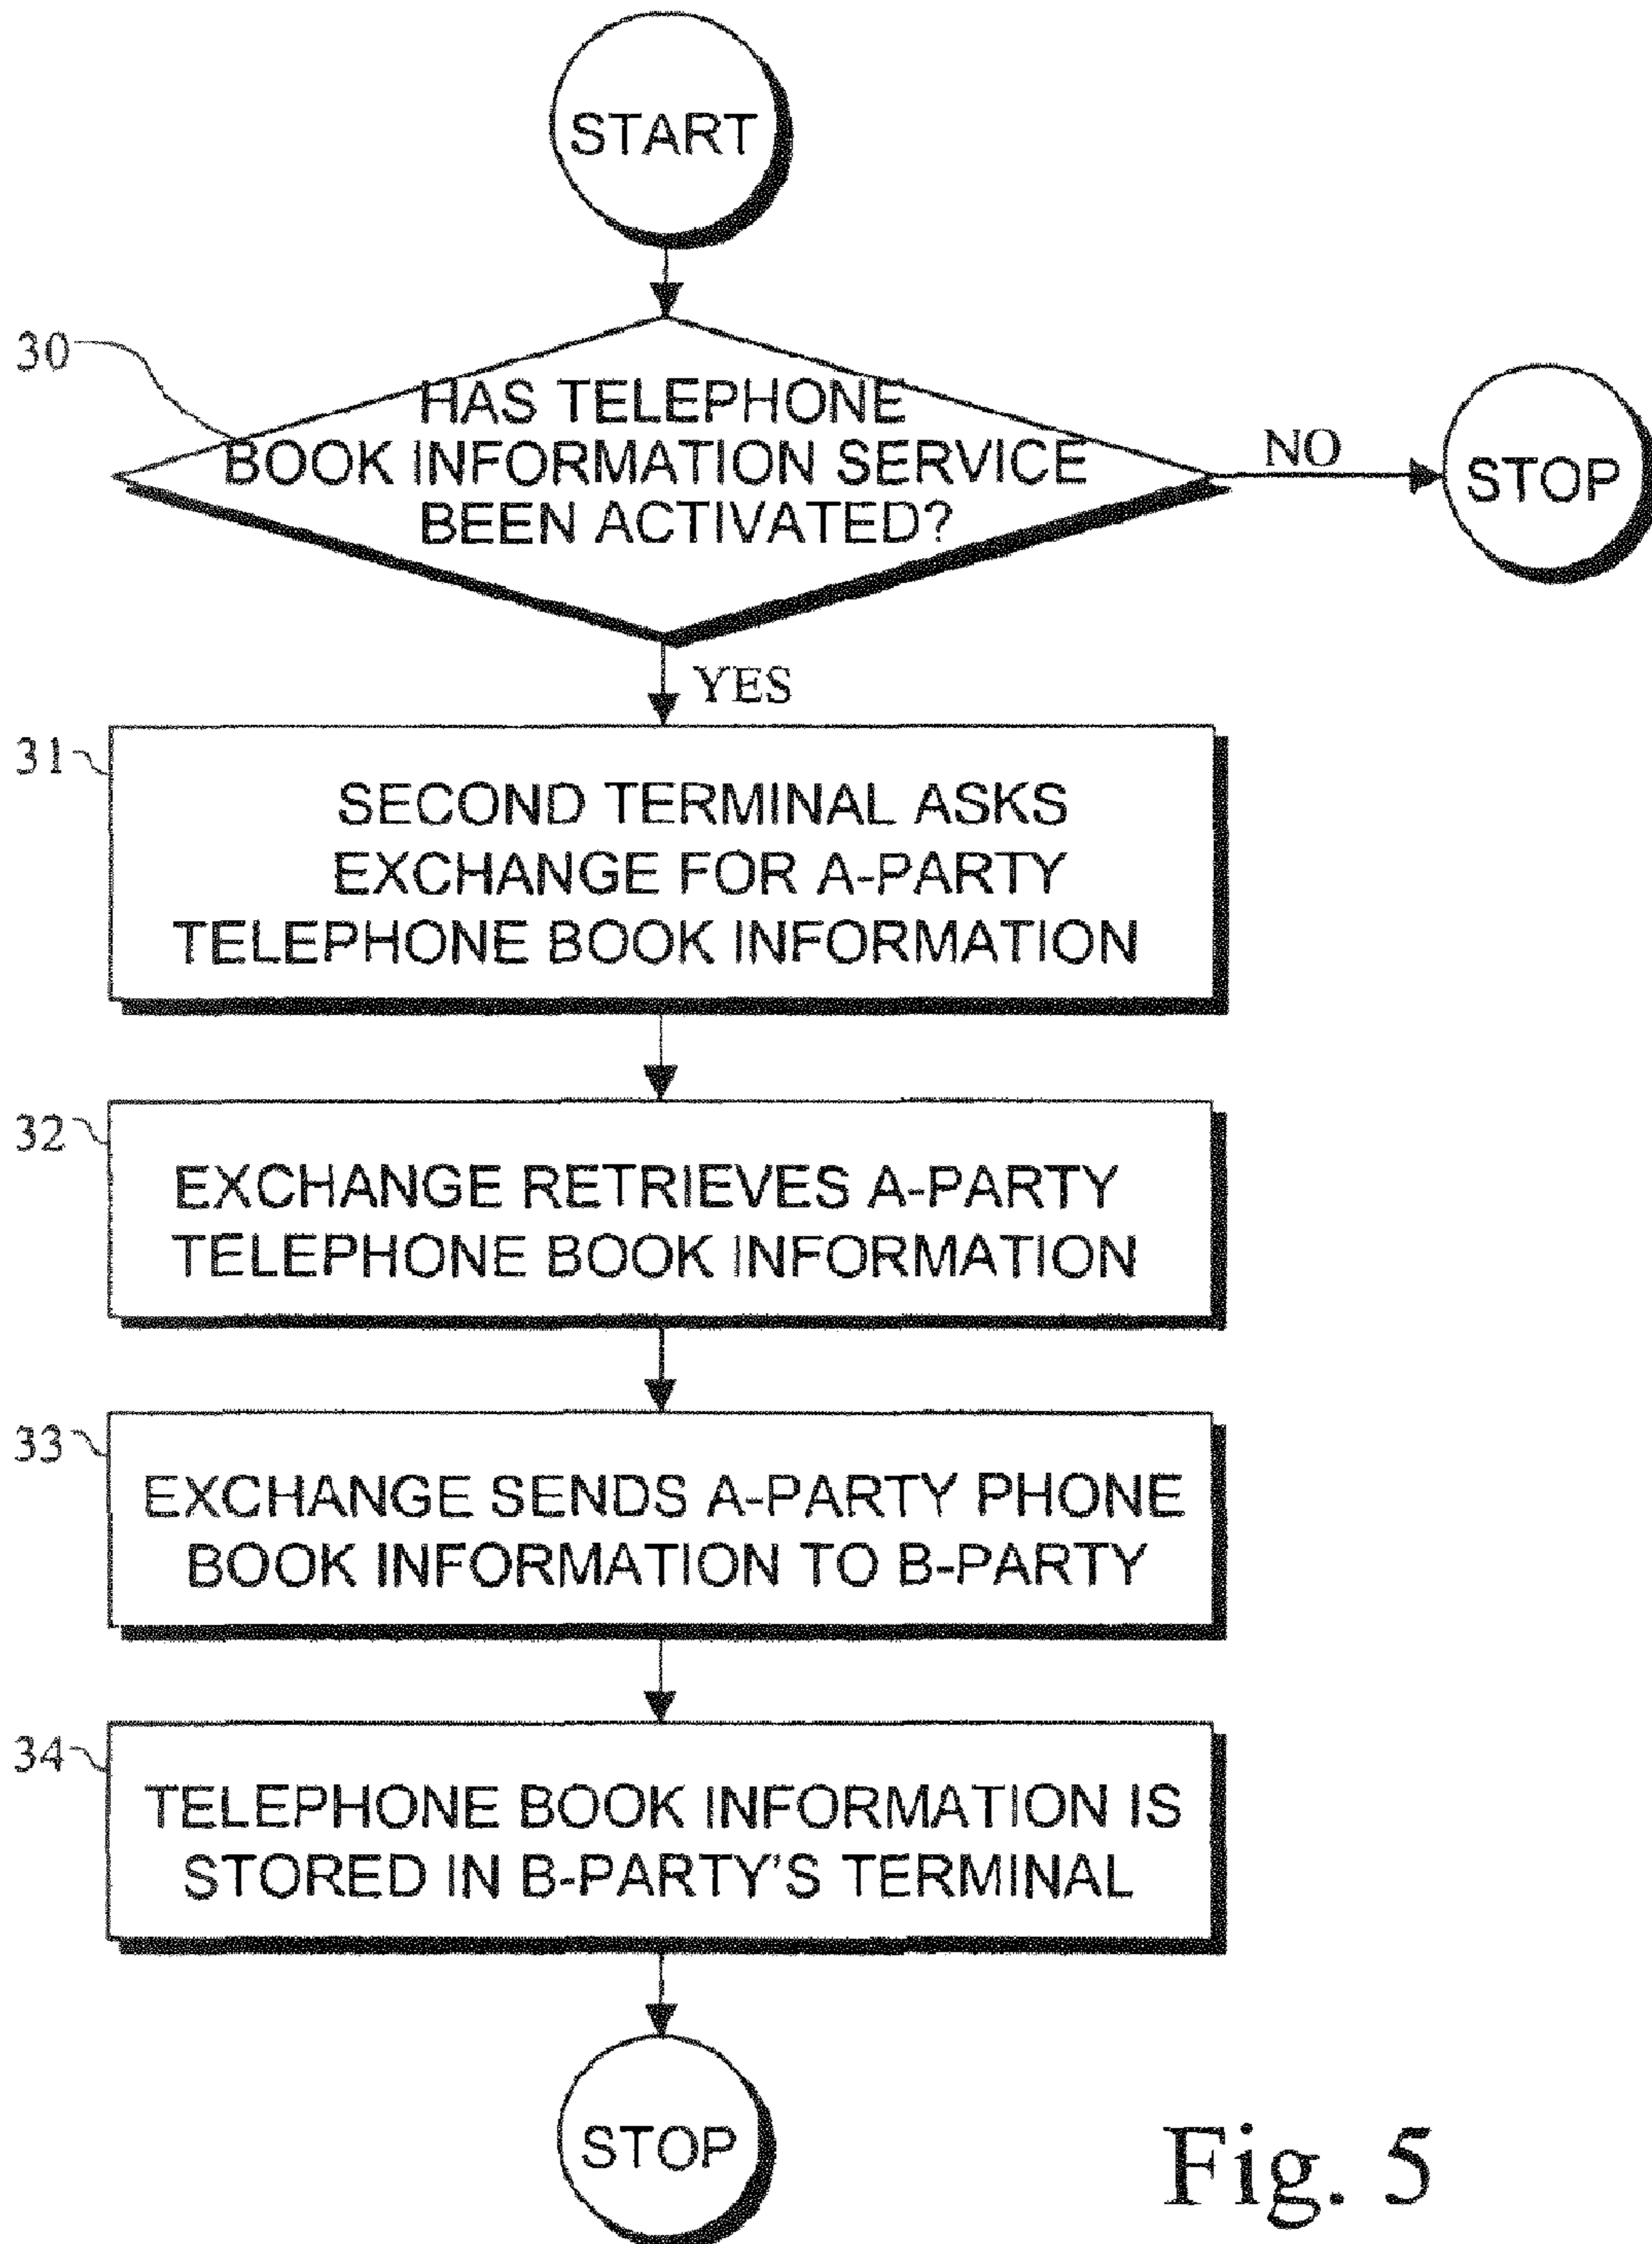 START
30
HAS TELEPHONE
BOOK INFORMATION SERVICE
BEEN ACTIVATED?
NO
STOP
YES
31
SECOND TERMINAL ASKS
EXCHANGE FOR A-PARTY
TELEPHONE BOOK INFORMATION
32
EXCHANGE RETRIEVES A-PARTY
TELEPHONE BOOK INFORMATION
33
EXCHANGE SENDS A-PARTY PHONE
BOOK INFORMATION TO B-PARTY
34
TELEPHONE BOOK INFORMATION IS
STORED IN B-PARTY'S TERMINAL
STOP
Fig. 5